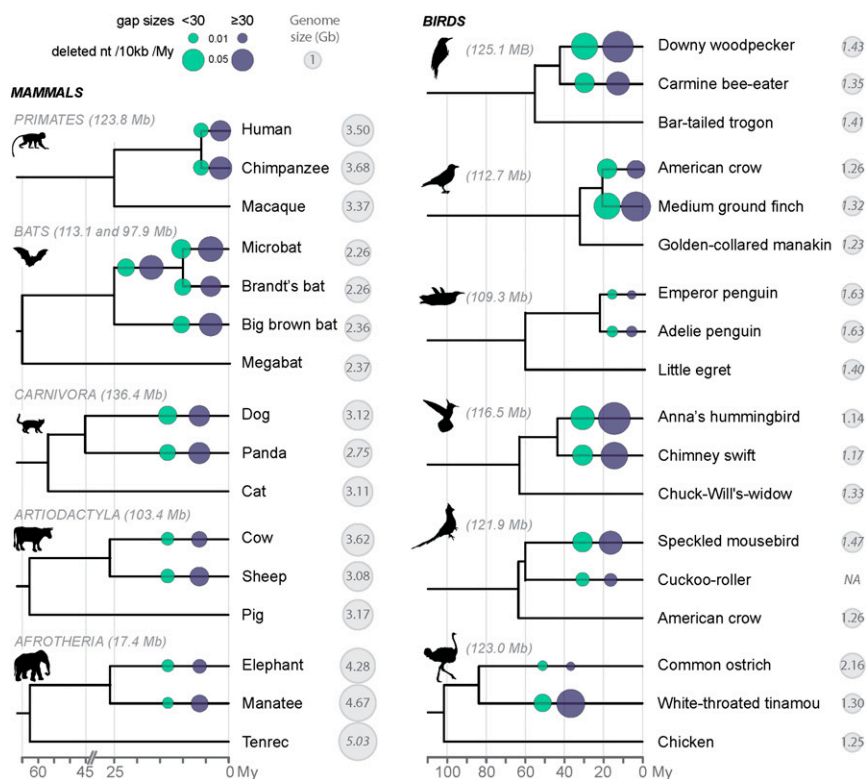 gap sizes <30 ≥30
deleted nt /10kb /My 0.01
0.05
Genome
size (Gb)
1
MAMMALS
PRIMATES (123.8 Mb)
Human 3.50
Chimpanzee 3.68
Macaque 3.37
BATS (113.1 and 97.9 Mb)
Microbat 2.26
Brandt's bat 2.26
Big brown bat 2.36
Megabat 2.37
CARNIVORA (136.4 Mb)
Dog 3.12
Panda 2.75
Cat 3.11
ARTIODACTYLA (103.4 Mb)
Cow 3.62
Sheep 3.08
Pig 3.17
AFROTHERIA (17.4 Mb)
Elephant 4.28
Manatee 4.67
Tenrec 5.03
60 45 25 0 My
BIRDS
(125.1 MB)
Downy woodpecker 1.43
Carmine bee-eater 1.35
Bar-tailed trogon 1.41
(112.7 Mb)
American crow 1.26
Medium ground finch 1.32
Golden-collared manakin 1.23
(109.3 Mb)
Emperor penguin 1.63
Adelie penguin 1.63
Little egret 1.40
(116.5 Mb)
Anna's hummingbird 1.14
Chimney swift 1.17
Chuck-Will's-widow 1.33
(121.9 Mb)
Speckled mousebird 1.47
Cuckoo-roller NA
American crow 1.26
(123.0 Mb)
Common ostrich 2.16
White-throated tinamou 1.30
Chicken 1.25
100 80 60 40 20 0 My